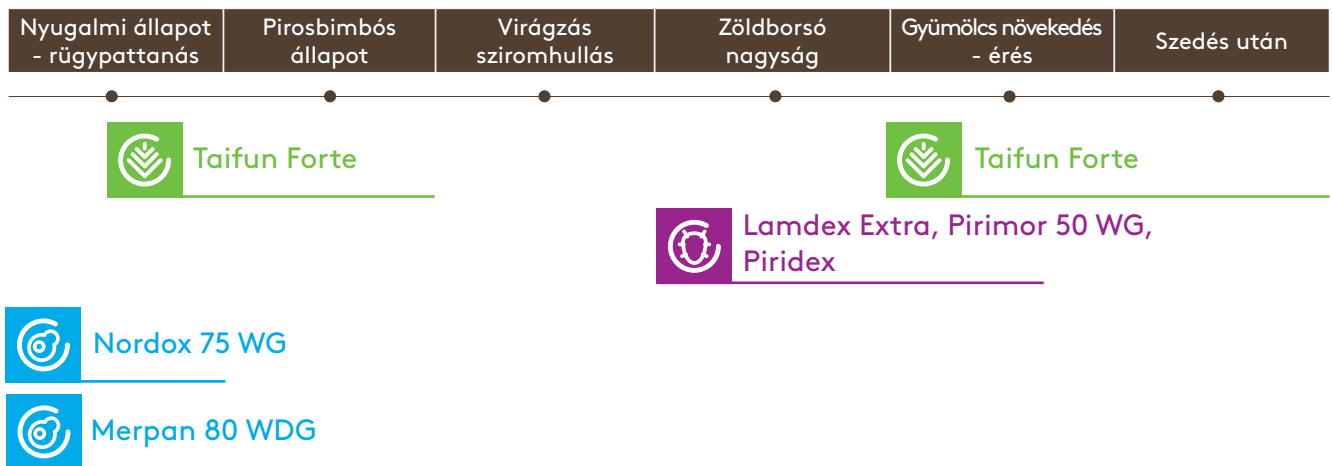 Nyugalmi állapot
- rügypattanás
Pirosbimbós
állapot
Virágzás
sziromhullás
Zöldborsó
nagyság
Gyümölcs növekedés
- érés
Szedés után
Taifun Forte
Taifun Forte
Lamdex Extra, Pirimor 50 WG,
Piridex
Nordox 75 WG
Merpan 80 WDG